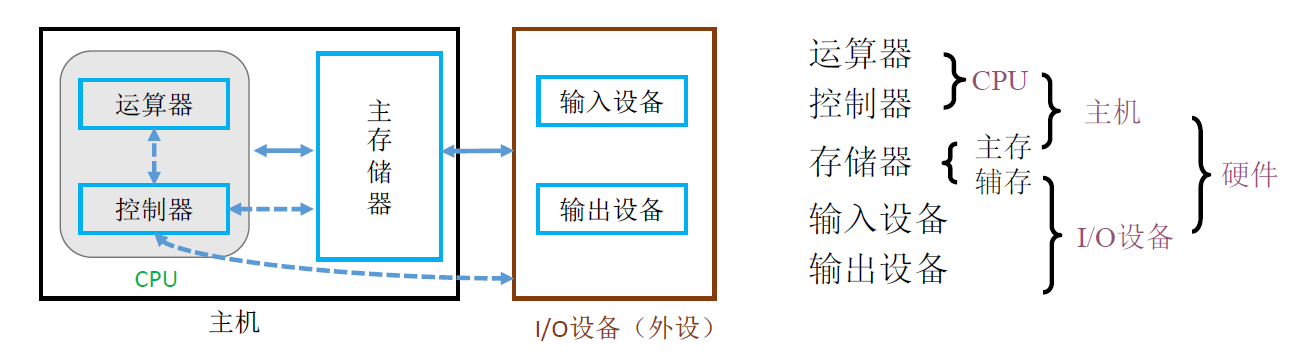 运算器
控制器
CPU
主机
主存储器
输入设备
输出设备
I/O设备（外设）
运算器
控制器
CPU
存储器
主存
辅存
主机
输入设备
输出设备
I/O设备
硬件